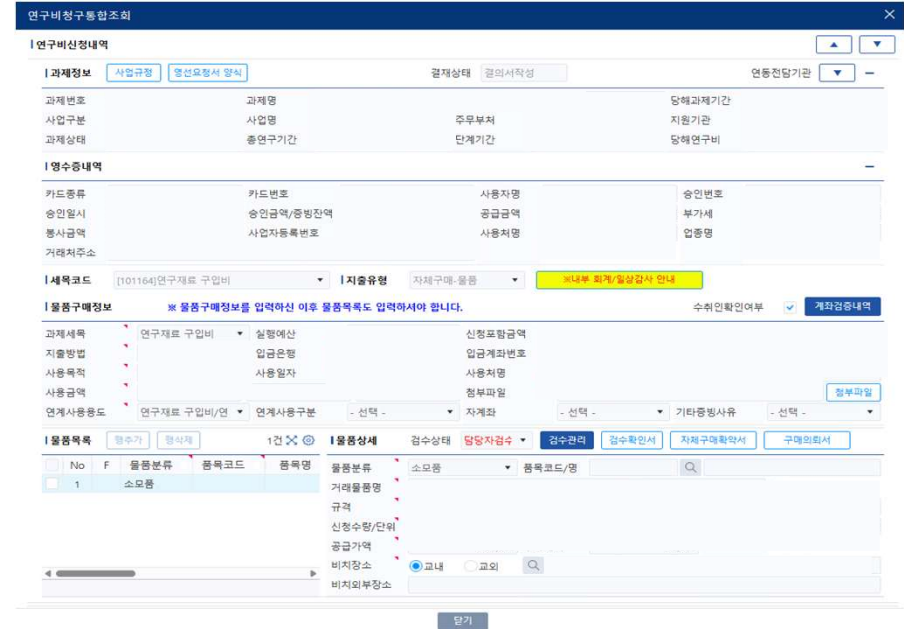 연구비청구통합조회
연구비신청내역
과제정보 사업규정 영선요청서 양식 결재상태 결의서작성 연동전담기관
과제번호 과제명 당해과제기간
사업구분 사업명 주무부처 지원기관
과제상태 총연구기간 단계기간 당해연구비
영수증내역
카드종류 카드번호 사용자명 승인번호
승인일시 승인금액/증빙잔액 공급금액 부가세
봉사금액 사업자등록번호 사용처명 업종명
거래처주소
세목코드 [101164]연구재료 구입비 지출유형 자체구매-물품 ※내부 회계/일상감사 안내
물품구매정보 ※ 물품구매정보를 입력하신 이후 물품목록도 입력하셔야 합니다. 수취인확인여부 계좌검증내역
과제세목 연구재료 구입비 실행예산 신청포함금액
지출방법 입금은행 입금계좌번호
사용목적 사용일자 사용처명
사용금액 첨부파일 첨부파일
연계사용용도 연구재료 구입비/연 연계사용구분 - 선택 - 자계좌 - 선택 - 기타증빙사유 - 선택 -
물품목록 행추가 행삭제 1건 물품상세 검수상태 담당자검수 검수관리 검수확인서 자체구매확약서 구매의뢰서
No F 물품분류 품목코드 품목명
1 소모품
물품분류 소모품 품목코드/명
거래물품명
규격
신청수량/단위
공급가액
비치장소 교내 교외
비치외부장소
닫기